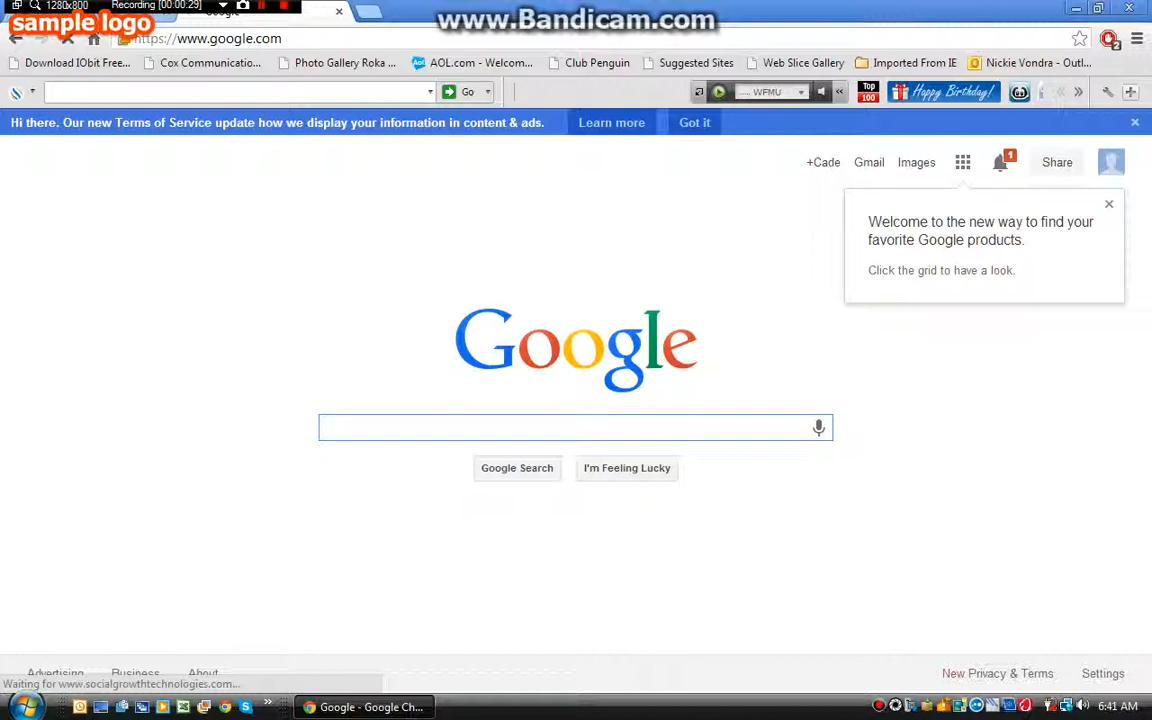 1280x800 Recording [00:00:29]
www.Bandicam.com
sample logo
https://www.google.com
2
Download IObit Free... Cox Communicatio... Photo Gallery Roka ... AOL.com - Welcom... Club Penguin Suggested Sites Web Slice Gallery Imported From IE Nickie Vondra - Outl...
Go .... WFMU Top 100 Happy Birthday!
Hi there. Our new Terms of Service update how we display your information in content & ads. Learn more Got it
+Cade Gmail Images 1 Share
Welcome to the new way to find your
favorite Google products.
Click the grid to have a look.
Google
Google Search I'm Feeling Lucky
Advertising Business About New Privacy & Terms Settings
Waiting for www.socialgrowthtechnologies.com...
Google - Google Ch... 6:41 AM